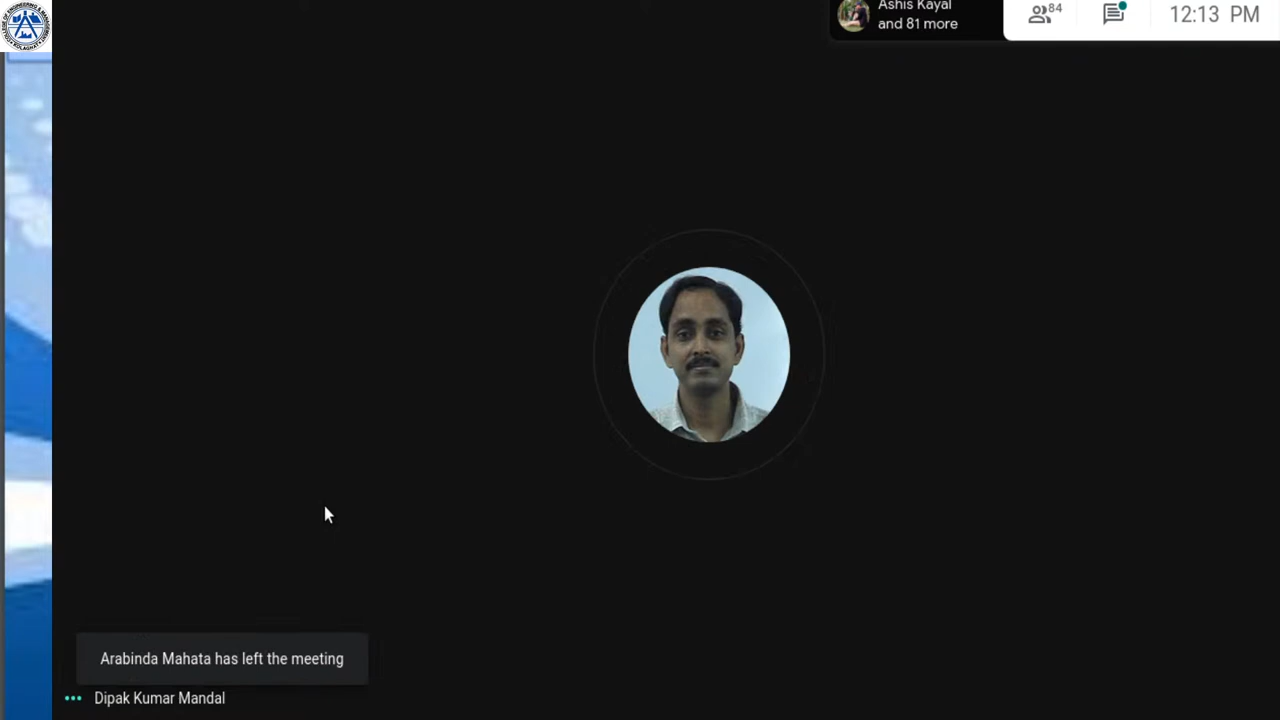 Ashis Kayal
and 81 more
84
12:13 PM
Arabinda Mahata has left the meeting
Dipak Kumar Mandal